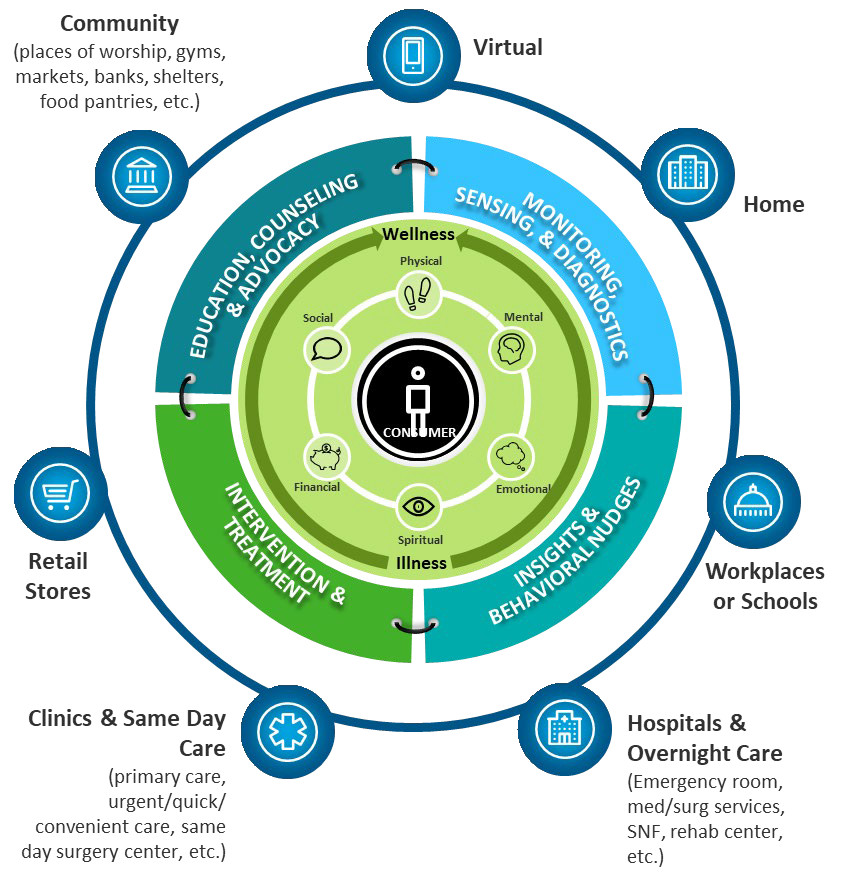 Community
(places of worship, gyms,
markets, banks, shelters,
food pantries, etc.)
Virtual
Home
EDUCATION, COUNSELING
& ADVOCACY
MONITORING,
SENSING, & DIAGNOSTICS
Wellness
Physical
Social
Mental
CONSUMER
Financial
Emotional
Spiritual
Illness
INTERVENTION &
TREATMENT
INSIGHTS &
BEHAVIORAL NUDGES
Retail
Stores
Workplaces
or Schools
Clinics & Same Day
Care
(primary care,
urgent/quick/
convenient care, same
day surgery center, etc.)
Hospitals &
Overnight Care
(Emergency room,
med/surg services,
SNF, rehab center,
etc.)